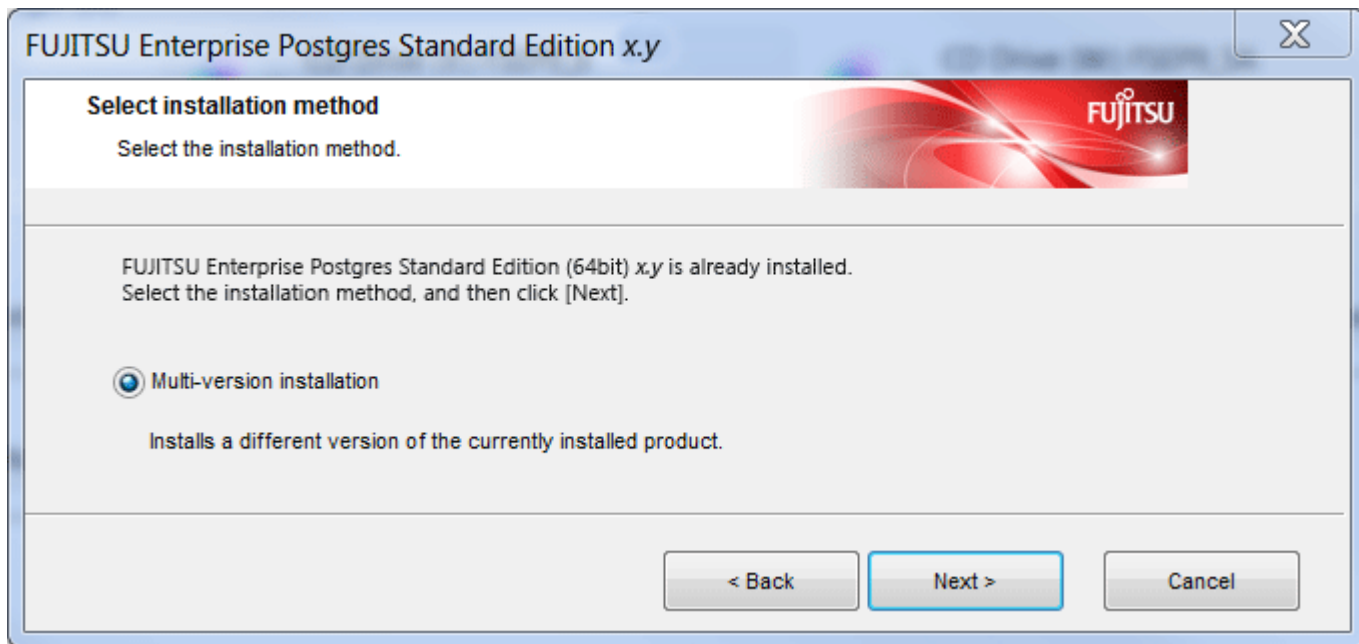 FUJITSU Enterprise Postgres Standard Edition x.y
Select installation method
FUJITSU
Select the installation method.
FUJITSU Enterprise Postgres Standard Edition (64bit) x.y is already installed.
Select the installation method, and then click [Next].
Multi-version installation
Installs a different version of the currently installed product.
< Back
Next >
Cancel